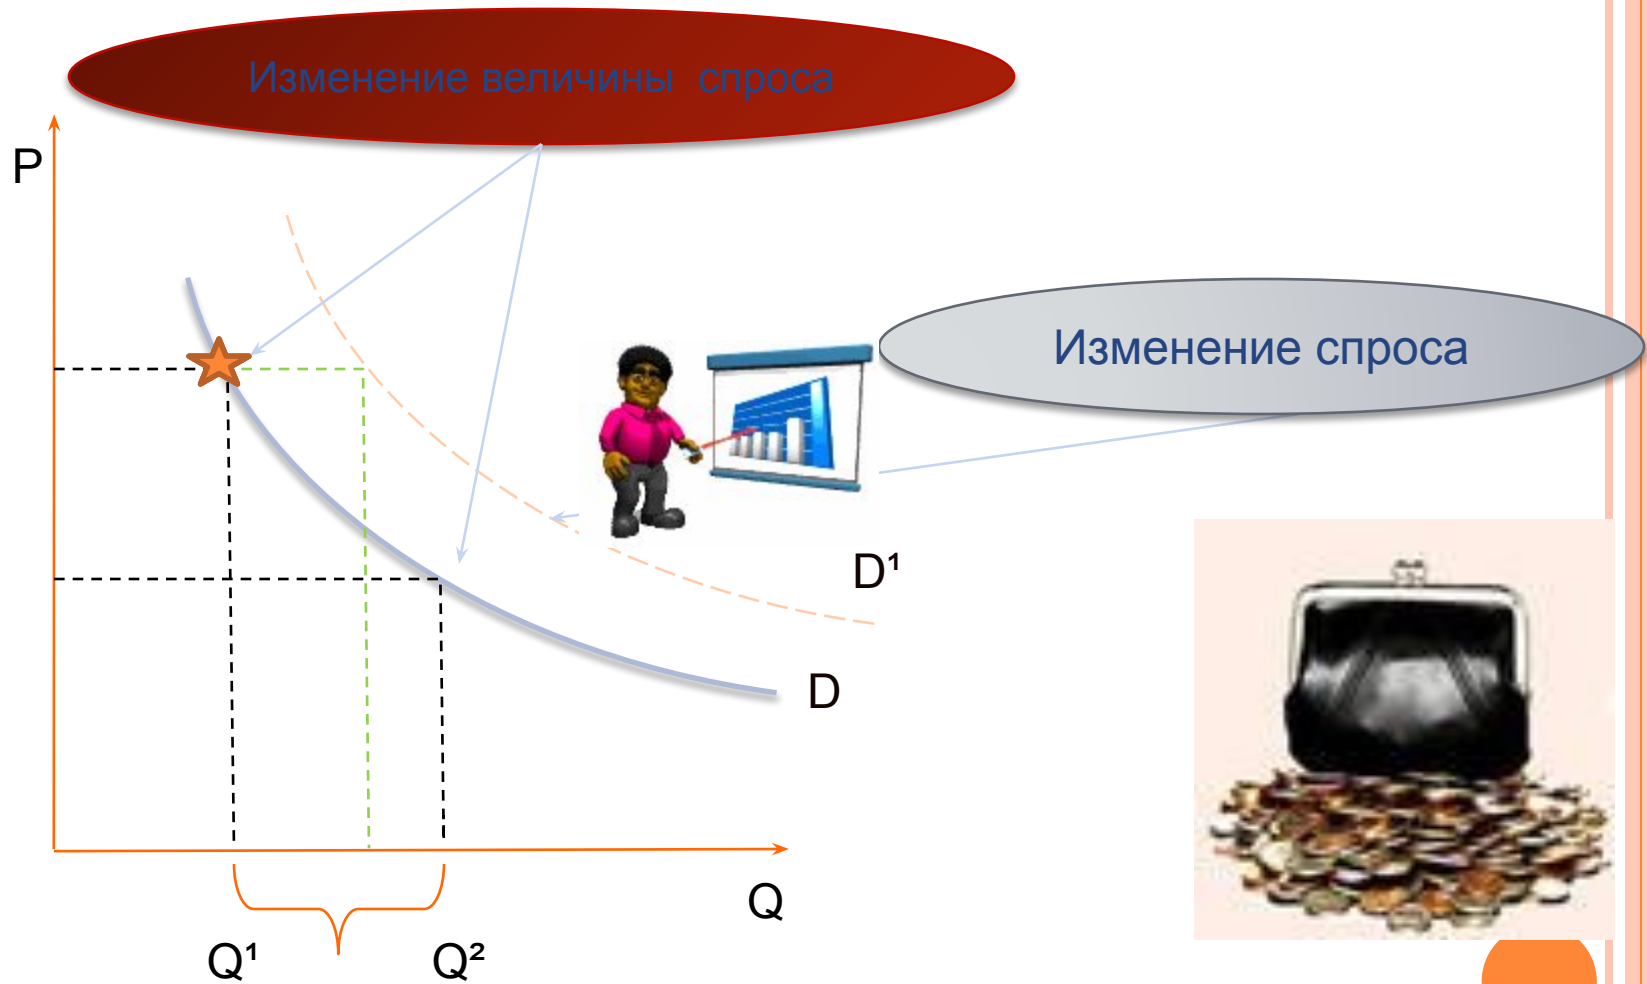 Изменение величины спроса
P
Изменение спроса
D¹
D
Q
Q¹
Q²